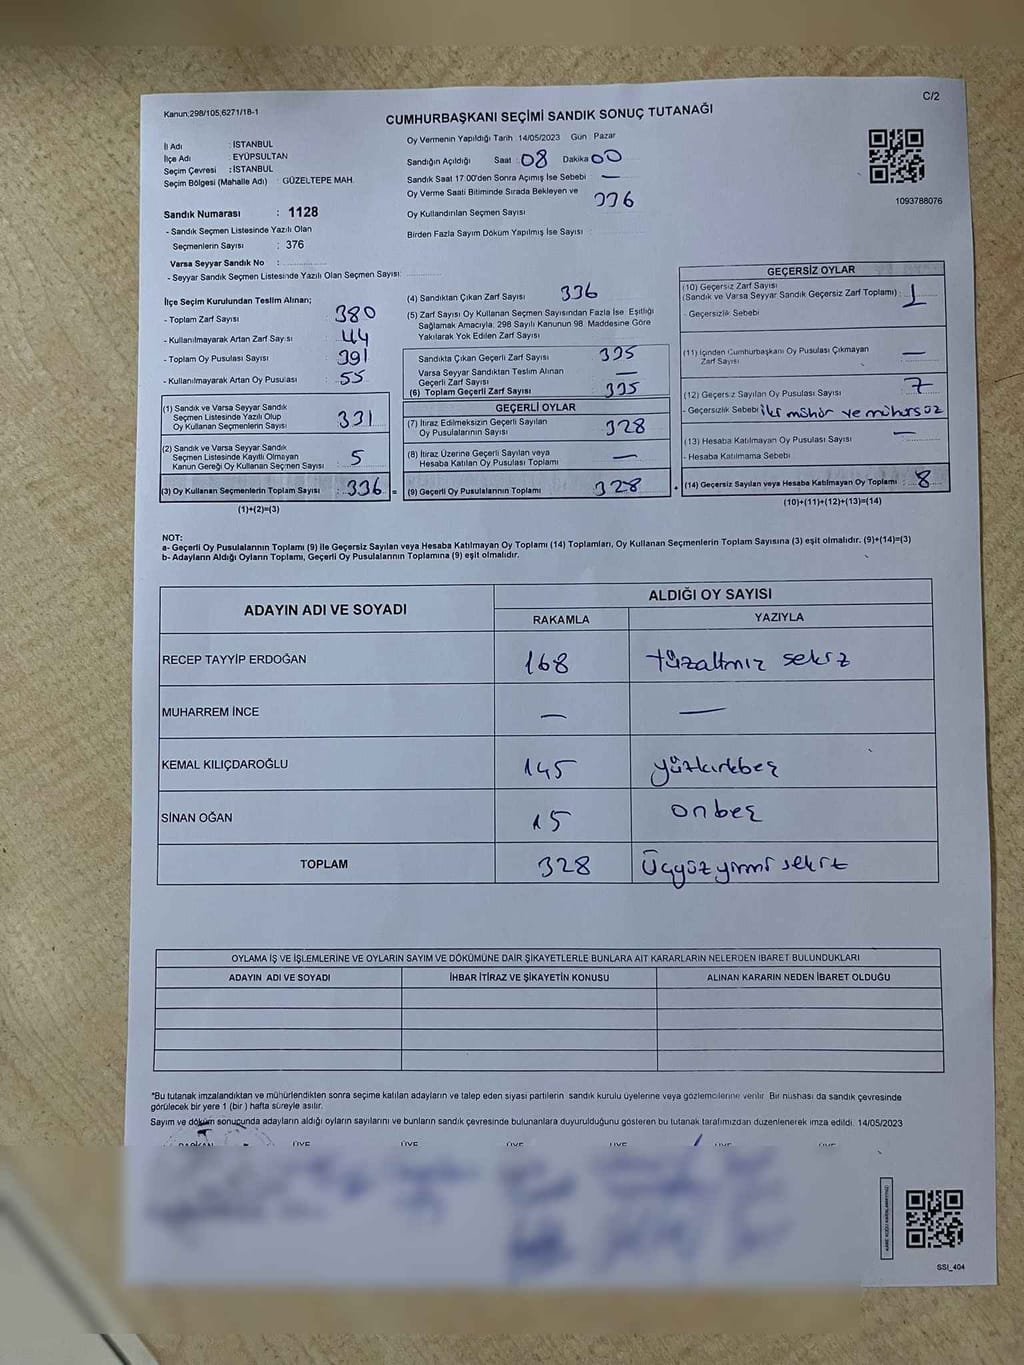 Kanun;298/105;6271/18-1
C/2
CUMHURBAŞKANI SEÇİMİ SANDIK SONUÇ TUTANAĞI
İl Adı : İSTANBUL
İlçe Adı : EYÜPSULTAN
Seçim Çevresi : İSTANBUL
Seçim Bölgesi (Mahalle Adı) : GÜZELTEPE MAH.
Sandık Numarası : 1128
- Sandık Seçmen Listesinde Yazılı Olan
Seçmenlerin Sayısı : 376
Varsa Seyyar Sandık No :
- Seyyar Sandık Seçmen Listesinde Yazılı Olan Seçmen Sayısı:
Oy Vermenin Yapıldığı Tarih 14/05/2023 Gün Pazar
Sandığın Açıldığı Saat : 08 Dakika 00
Sandık Saat 17:00'den Sonra Açımış İse Sebebi —
Oy Verme Saati Bitiminde Sırada Bekleyen ve
Oy Kullandırılan Seçmen Sayısı 336
Birden Fazla Sayım Döküm Yapılmış İse Sayısı :
1093788076
İlçe Seçim Kurulundan Teslim Alınan;
- Toplam Zarf Sayısı : 380
- Kullanılmayarak Artan Zarf Sayısı : 44
- Toplam Oy Pusulası Sayısı : 391
- Kullanılmayarak Artan Oy Pusulası : 55
(1) Sandık ve Varsa Seyyar Sandık
Seçmen Listesinde Yazılı Olup
Oy Kullanan Seçmenlerin Sayısı : 331
(2) Sandık ve Varsa Seyyar Sandık
Seçmen Listesinde Kayıtlı Olmayan
Kanun Gereği Oy Kullanan Seçmen Sayısı : 5
(3) Oy Kullanan Seçmenlerin Toplam Sayısı : 336 =
(1)+(2)=(3)
(4) Sandıktan Çıkan Zarf Sayısı : 336
(5) Zarf Sayısı Oy Kullanan Seçmen Sayısından Fazla İse, Eşitliği
Sağlamak Amacıyla, 298 Sayılı Kanunun 98. Maddesine Göre
Yakılarak Yok Edilen Zarf Sayısı
Sandıkta Çıkan Geçerli Zarf Sayısı : 335
Varsa Seyyar Sandıktan Teslim Alınan
Geçerli Zarf Sayısı : —
(6) Toplam Geçerli Zarf Sayısı : 335
GEÇERLİ OYLAR
(7) İtiraz Edilmeksizin Geçerli Sayılan
Oy Pusulalarının Sayısı : 328
(8) İtiraz Üzerine Geçerli Sayılan veya
Hesaba Katılan Oy Pusulası Toplamı : —
(9) Geçerli Oy Pusulalarının Toplamı : 328 +
GEÇERSİZ OYLAR
(10) Geçersiz Zarf Sayısı
(Sandık ve Varsa Seyyar Sandık Geçersiz Zarf Toplamı) : 1
- Geçersizlik Sebebi
(11) İçinden Cumhurbaşkanı Oy Pusulası Çıkmayan
Zarf Sayısı : —
(12) Geçersiz Sayılan Oy Pusulası Sayısı : 7
- Geçersizlik Sebebi iki mühür ve mühürsüz
(13) Hesaba Katılmayan Oy Pusulası Sayısı : —
- Hesaba Katılmama Sebebi
(14) Geçersiz Sayılan veya Hesaba Katılmayan Oy Toplamı : 8
(10)+(11)+(12)+(13)=(14)
NOT:
a- Geçerli Oy Pusulalarının Toplamı (9) ile Geçersiz Sayılan veya Hesaba Katılmayan Oy Toplamı (14) Toplamları, Oy Kullanan Seçmenlerin Toplam Sayısına (3) eşit olmalıdır. (9)+(14)=(3)
b- Adayların Aldığı Oyların Toplamı, Geçerli Oy Pusulalarının Toplamına (9) eşit olmalıdır.
ADAYIN ADI VE SOYADI
ALDIĞI OY SAYISI
RAKAMLA YAZIYLA
RECEP TAYYİP ERDOĞAN 168 yüzaltmız sekiz
MUHARREM İNCE — —
KEMAL KILIÇDAROĞLU 145 yüzkırkbeş
SİNAN OĞAN 15 onbeş
TOPLAM 328 Üçyüz yirmi sekiz
OYLAMA İŞ VE İŞLEMLERİNE VE OYLARIN SAYIM VE DÖKÜMÜNE DAİR ŞİKAYETLERLE BUNLARA AİT KARARLARIN NELERDEN İBARET BULUNDUKLARI
ADAYIN ADI VE SOYADI İHBAR İTİRAZ VE ŞİKAYETİN KONUSU ALINAN KARARIN NEDEN İBARET OLDUĞU
*Bu tutanak imzalandıktan ve mühürlendikten sonra seçime katılan adayların ve talep eden siyasi partilerin sandık kurulu üyelerine veya gözlemcilerine verilir. Bir nüshası da sandık çevresinde
görülecek bir yere 1 (bir ) hafta süreyle asılır.
Sayım ve döküm sonucunda adayların aldığı oyların sayılarını ve bunların sandık çevresinde bulunanlara duyurulduğunu gösteren bu tutanak tarafımızdan düzenlenerek imza edildi. 14/05/2023
BAŞKAN ÜYE ÜYE ÜYE ÜYE ÜYE ÜYE
SSI_404